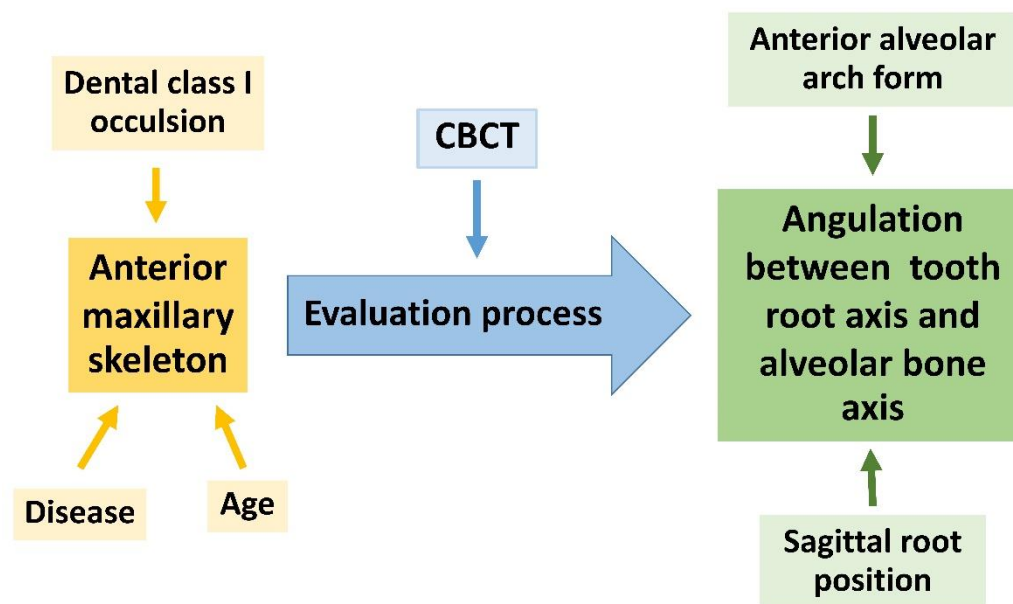 Dental class I
occulsion
Anterior
maxillary
skeleton
Disease
Age
CBCT
Evaluation process
Anterior alveolar
arch form
Angulation
between tooth
root axis and
alveolar bone
axis
Sagittal root
position